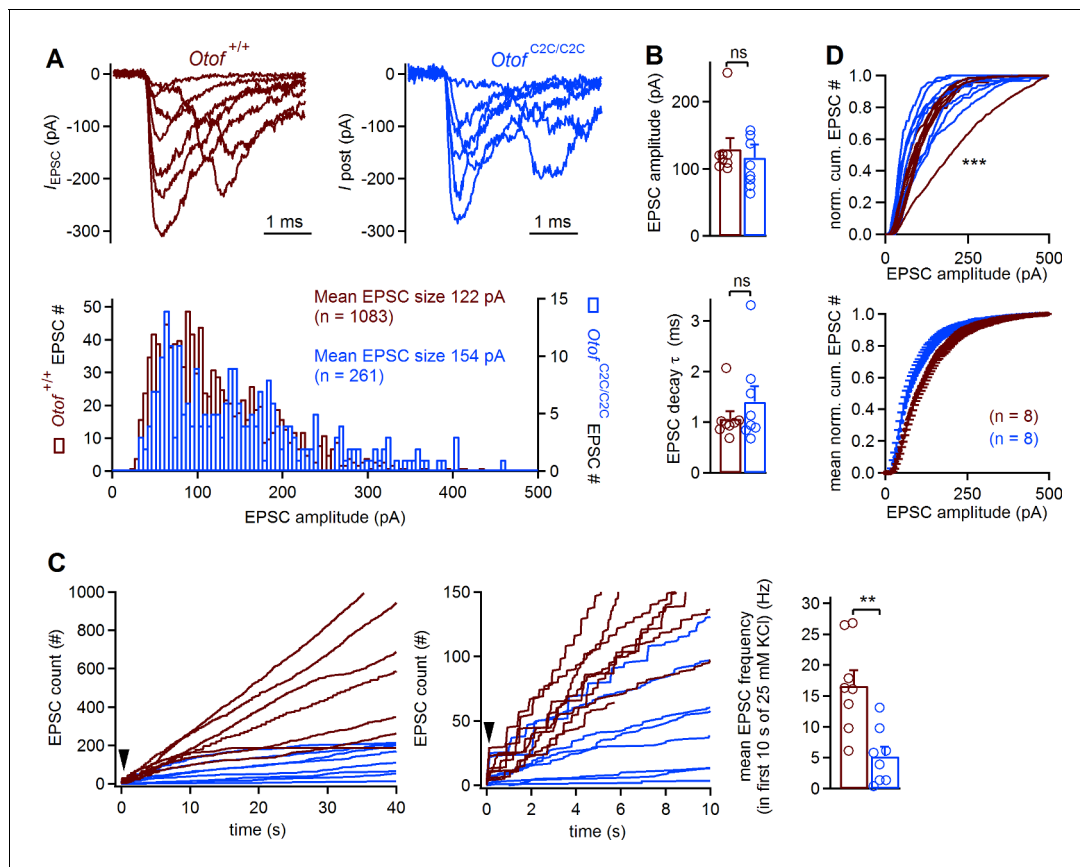 A
Otof +/+
0
-100
-200
-300
I EPSC (pA)
1 ms
Otof C2C/C2C
0
-100
-200
-300
I post (pA)
1 ms
Otof +/+ EPSC #
50
40
30
20
10
0
Mean EPSC size 122 pA
(n = 1083)
Mean EPSC size 154 pA
(n = 261)
15
10
5
0
Otof C2C/C2C EPSC #
0 100 200 300 400 500
EPSC amplitude (pA)
B
ns
EPSC amplitude (pA)
200
100
0
ns
EPSC decay τ (ms)
3
2
1
0
D
norm. cum. EPSC #
1.0
0.8
0.6
0.4
0.2
0.0
***
0 250 500
EPSC amplitude (pA)
mean norm. cum. EPSC #
1.0
0.8
0.6
0.4
0.2
0.0
(n = 8)
(n = 8)
0 250 500
EPSC amplitude (pA)
C
EPSC count (#)
1000
800
600
400
200
0
0 10 20 30 40
time (s)
EPSC count (#)
150
100
50
0
0 2 4 6 8 10
time (s)
mean EPSC frequency
(in first 10 s of 25 mM KCl) (Hz)
30
25
20
15
10
5
0
**